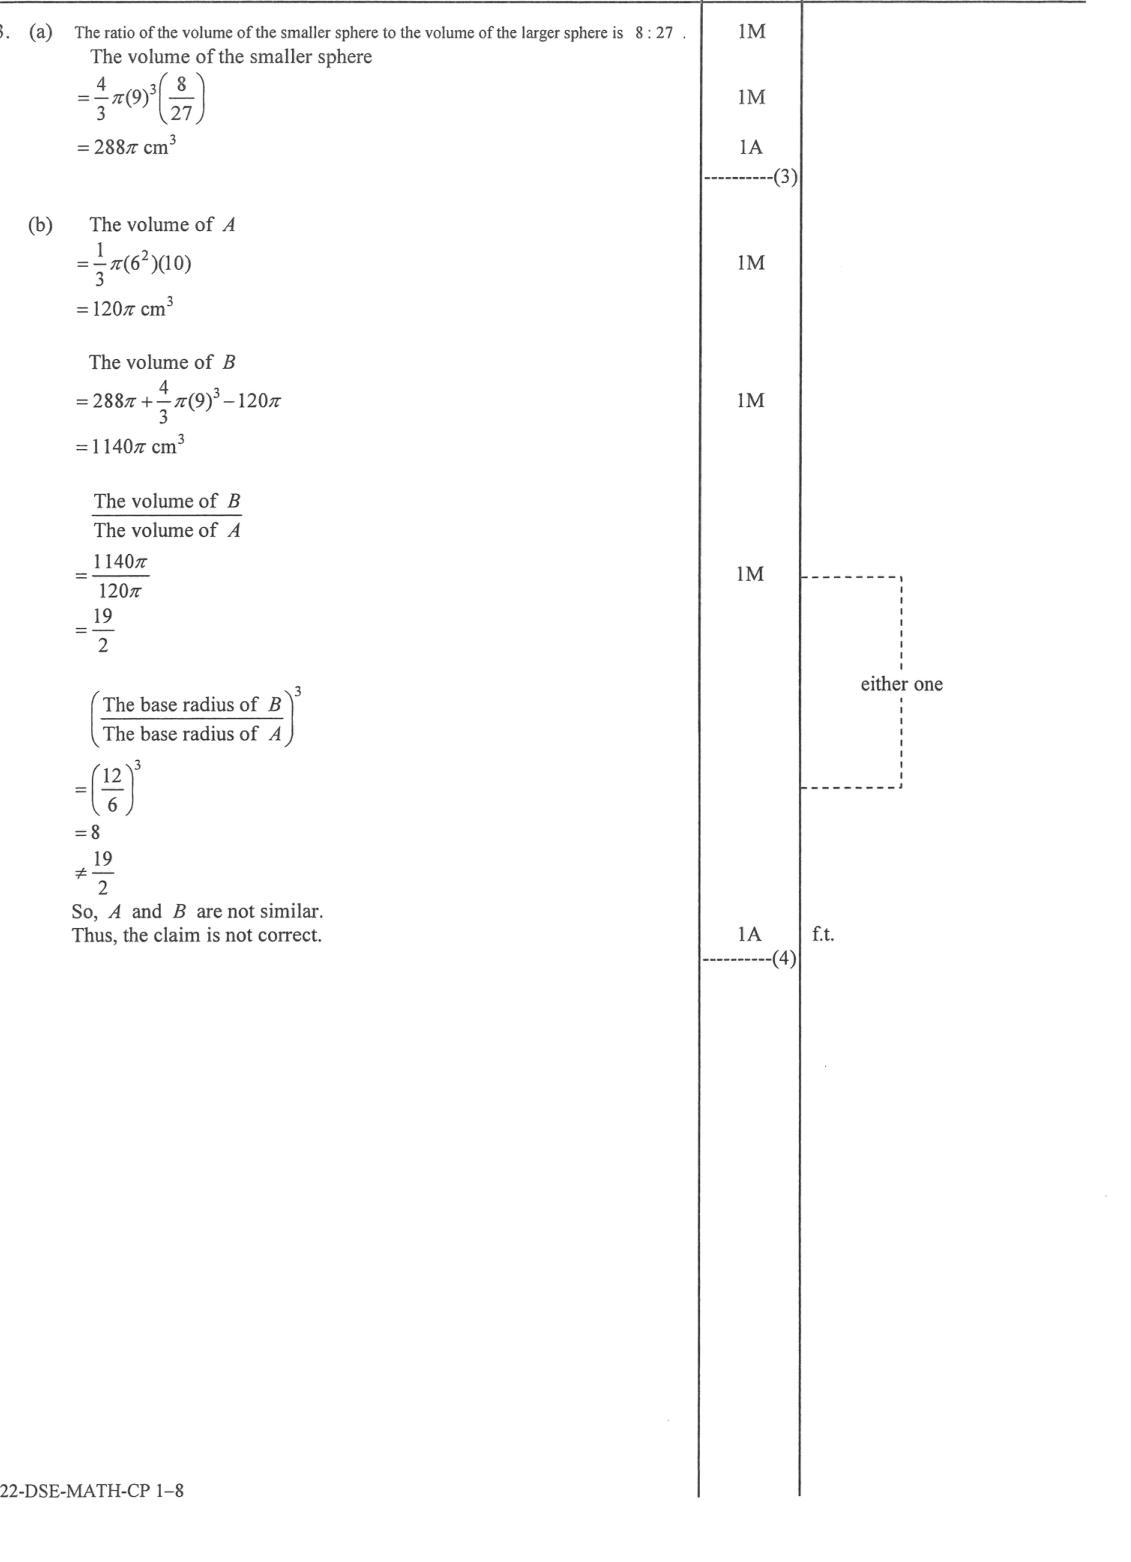 3. (a) The ratio of the volume of the smaller sphere to the volume of the larger sphere is 8 : 27 . 1M
The volume of the smaller sphere
= 4/3 π(9)³(8/27) 1M
= 288π cm³ 1A
----------(3)
(b) The volume of A
= 1/3 π(6²)(10) 1M
= 120π cm³
The volume of B
= 288π + 4/3 π(9)³ − 120π 1M
= 1140π cm³
The volume of B
The volume of A
= 1140π/120π 1M
= 19/2
either one
(The base radius of B
The base radius of A)³
= (12/6)³
= 8
≠ 19/2
So, A and B are not similar.
Thus, the claim is not correct. 1A f.t.
----------(4)
22-DSE-MATH-CP 1–8